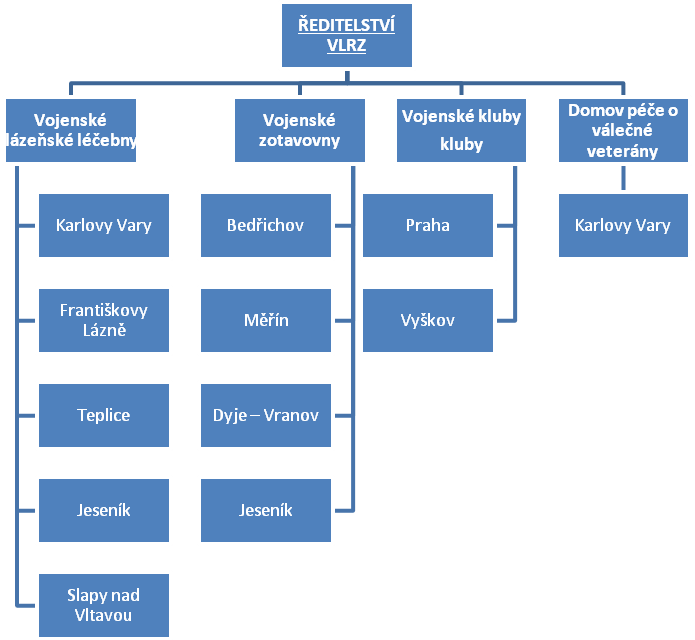 ŘEDITELSTVÍ
VLRZ
Vojenské
lázeňské léčebny
Karlovy Vary
Františkovy
Lázně
Teplice
Jeseník
Slapy nad
Vltavou
Vojenské
zotavovny
Bedřichov
Měřín
Dyje – Vranov
Jeseník
Vojenské kluby
kluby
Praha
Vyškov
Domov péče o
válečné
veterány
Karlovy Vary